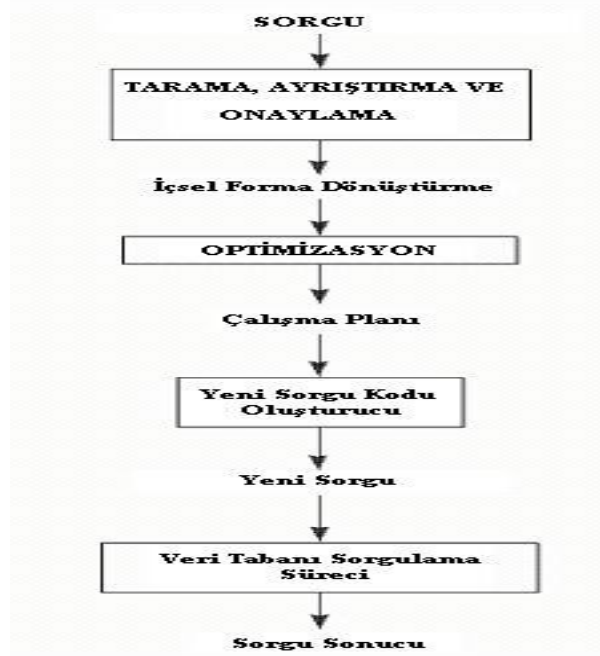 SORGU
TARAMA, AYRIŞTIRMA VE
ONAYLAMA
İçsel Forma Dönüştürme
OPTİMİZASYON
Çalışma Planı
Yeni Sorgu Kodu
Oluşturucu
Yeni Sorgu
Veri Tabanı Sorgulama
Süreci
Sorgu Sonucu